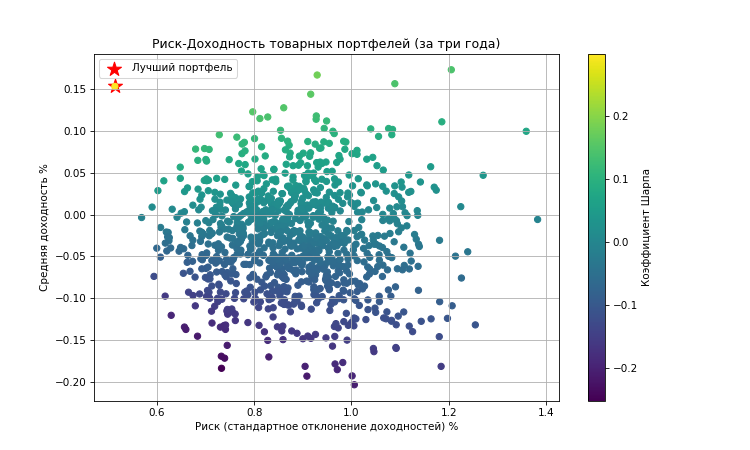 Риск-Доходность товарных портфелей (за три года)
Лучший портфель
Средняя доходность %
0.15
0.10
0.05
0.00
−0.05
−0.10
−0.15
−0.20
0.6 0.8 1.0 1.2 1.4
Риск (стандартное отклонение доходностей) %
0.2
0.1
0.0
−0.1
−0.2
Коэффициент Шарпа